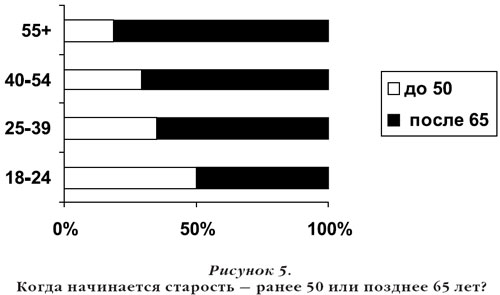 55+
40-54
25-39
18-24
0%
50%
100%
до 50
после 65
Рисунок 5.
Когда начинается старость — ранее 50 или позднее 65 лет?